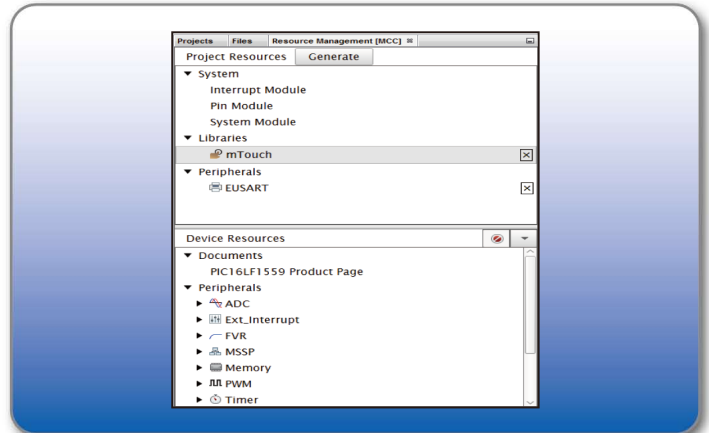 Projects Files Resource Management [MCC]
Project Resources Generate
System
Interrupt Module
Pin Module
System Module
Libraries
mTouch
Peripherals
EUSART
Device Resources
Documents
PIC16LF1559 Product Page
Peripherals
ADC
Ext_Interrupt
FVR
MSSP
Memory
PWM
Timer